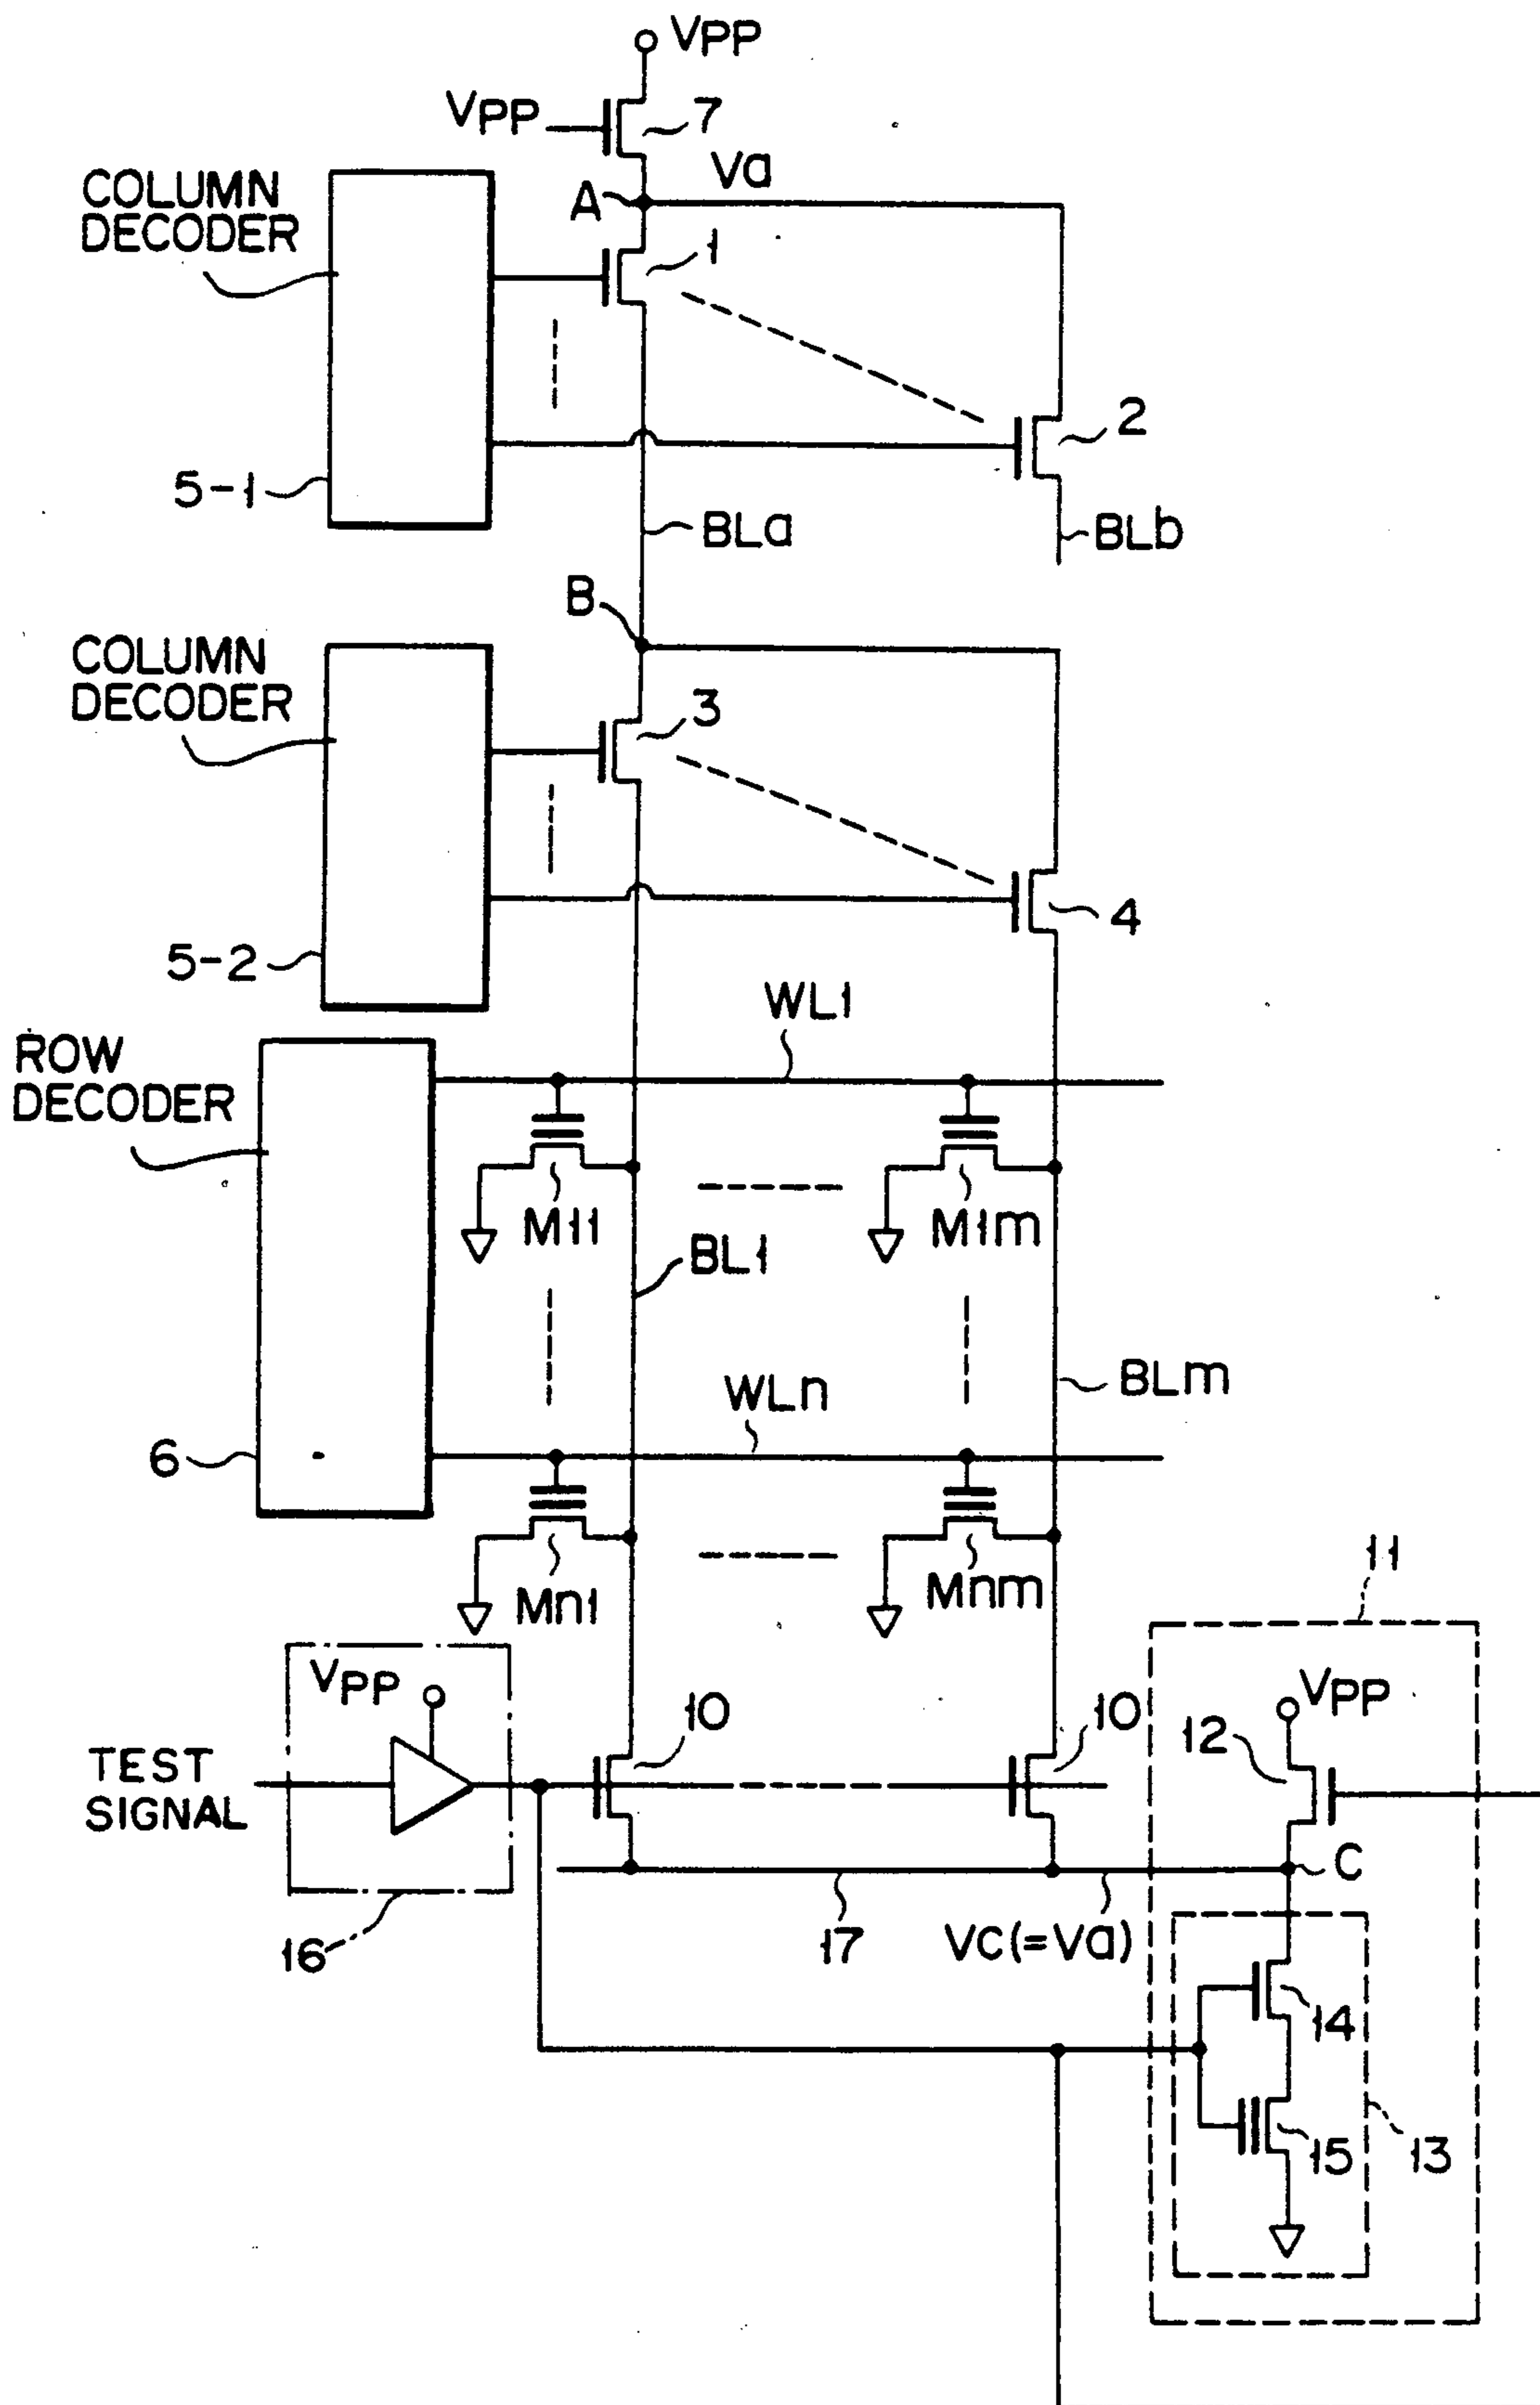 VPP
VPP
7
Va
A
COLUMN
DECODER
1
2
5-1
BLa
BLb
B
COLUMN
DECODER
3
4
5-2
WL1
ROW
DECODER
M11
M1m
BL1
BLm
WLn
6
Mn1
Mnm
11
VPP
VPP
10
10
12
TEST
SIGNAL
C
16
17
VC(=Va)
14
15
13